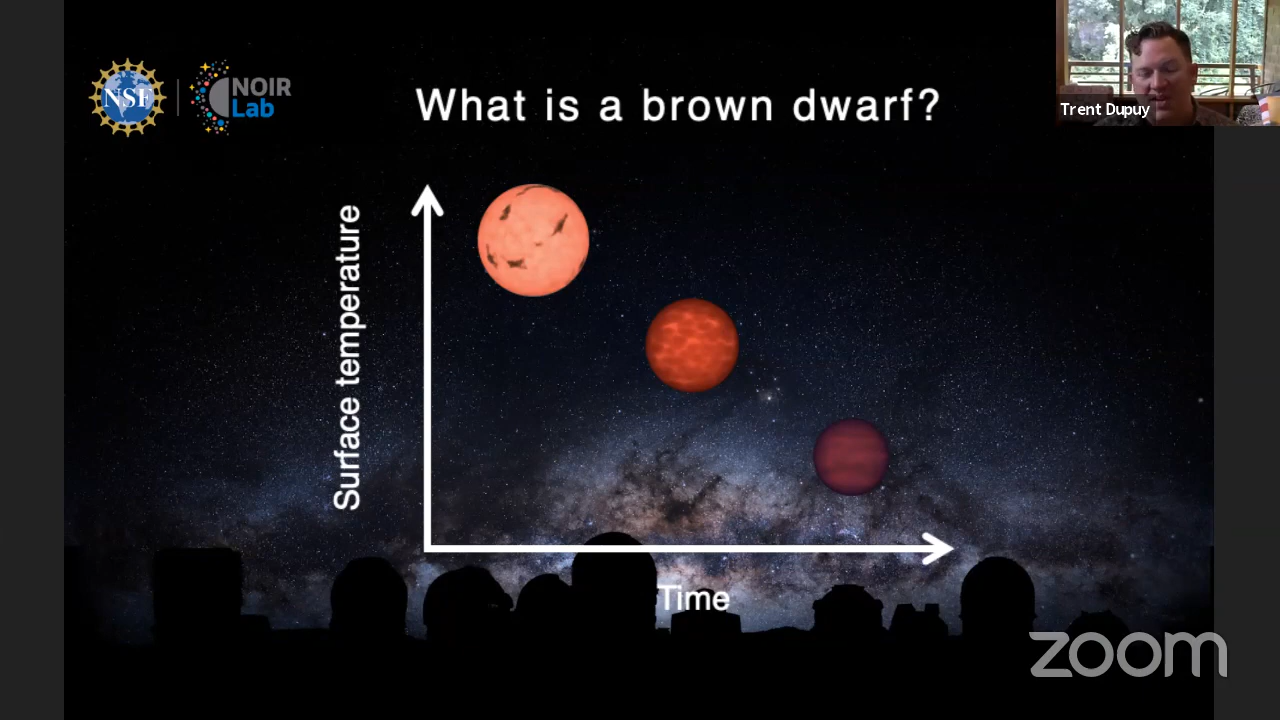 NSF
NOIR
Lab
What is a brown dwarf?
Trent Dupuy
Surface temperature
Time
zoom